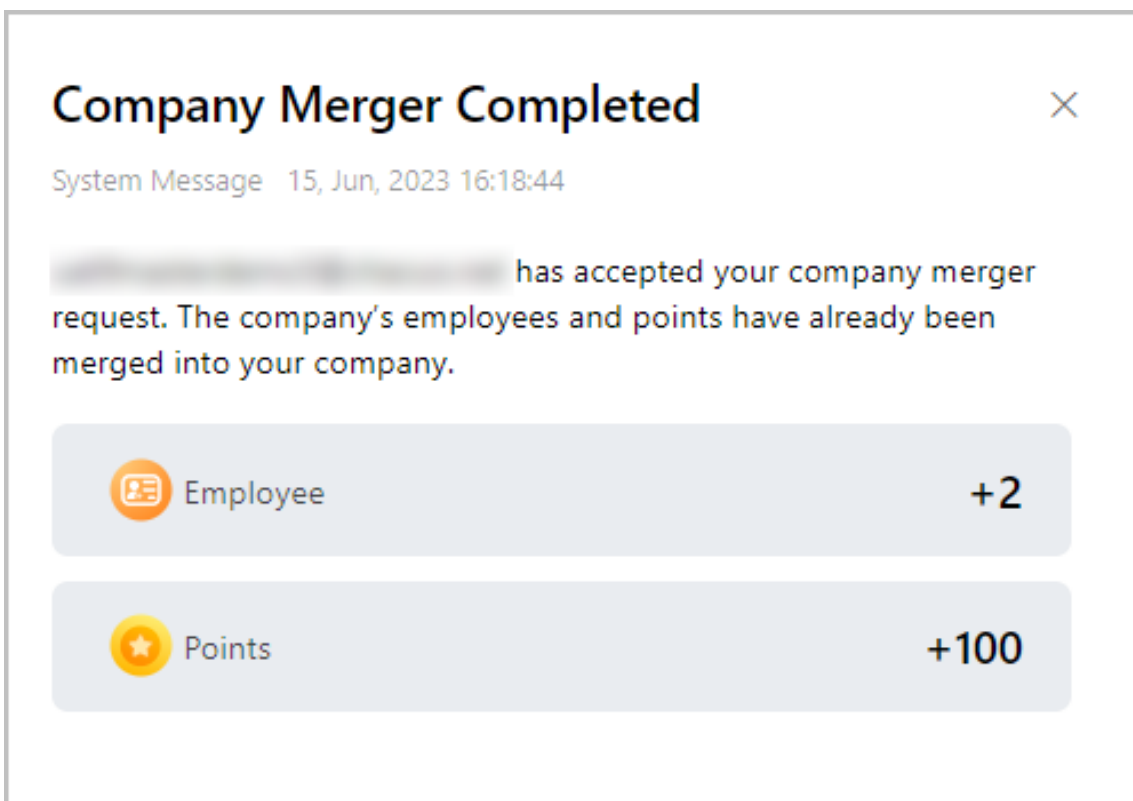 Company Merger Completed
System Message 15, Jun, 2023 16:18:44
has accepted your company merger
request. The company’s employees and points have already been
merged into your company.
Employee +2
Points +100